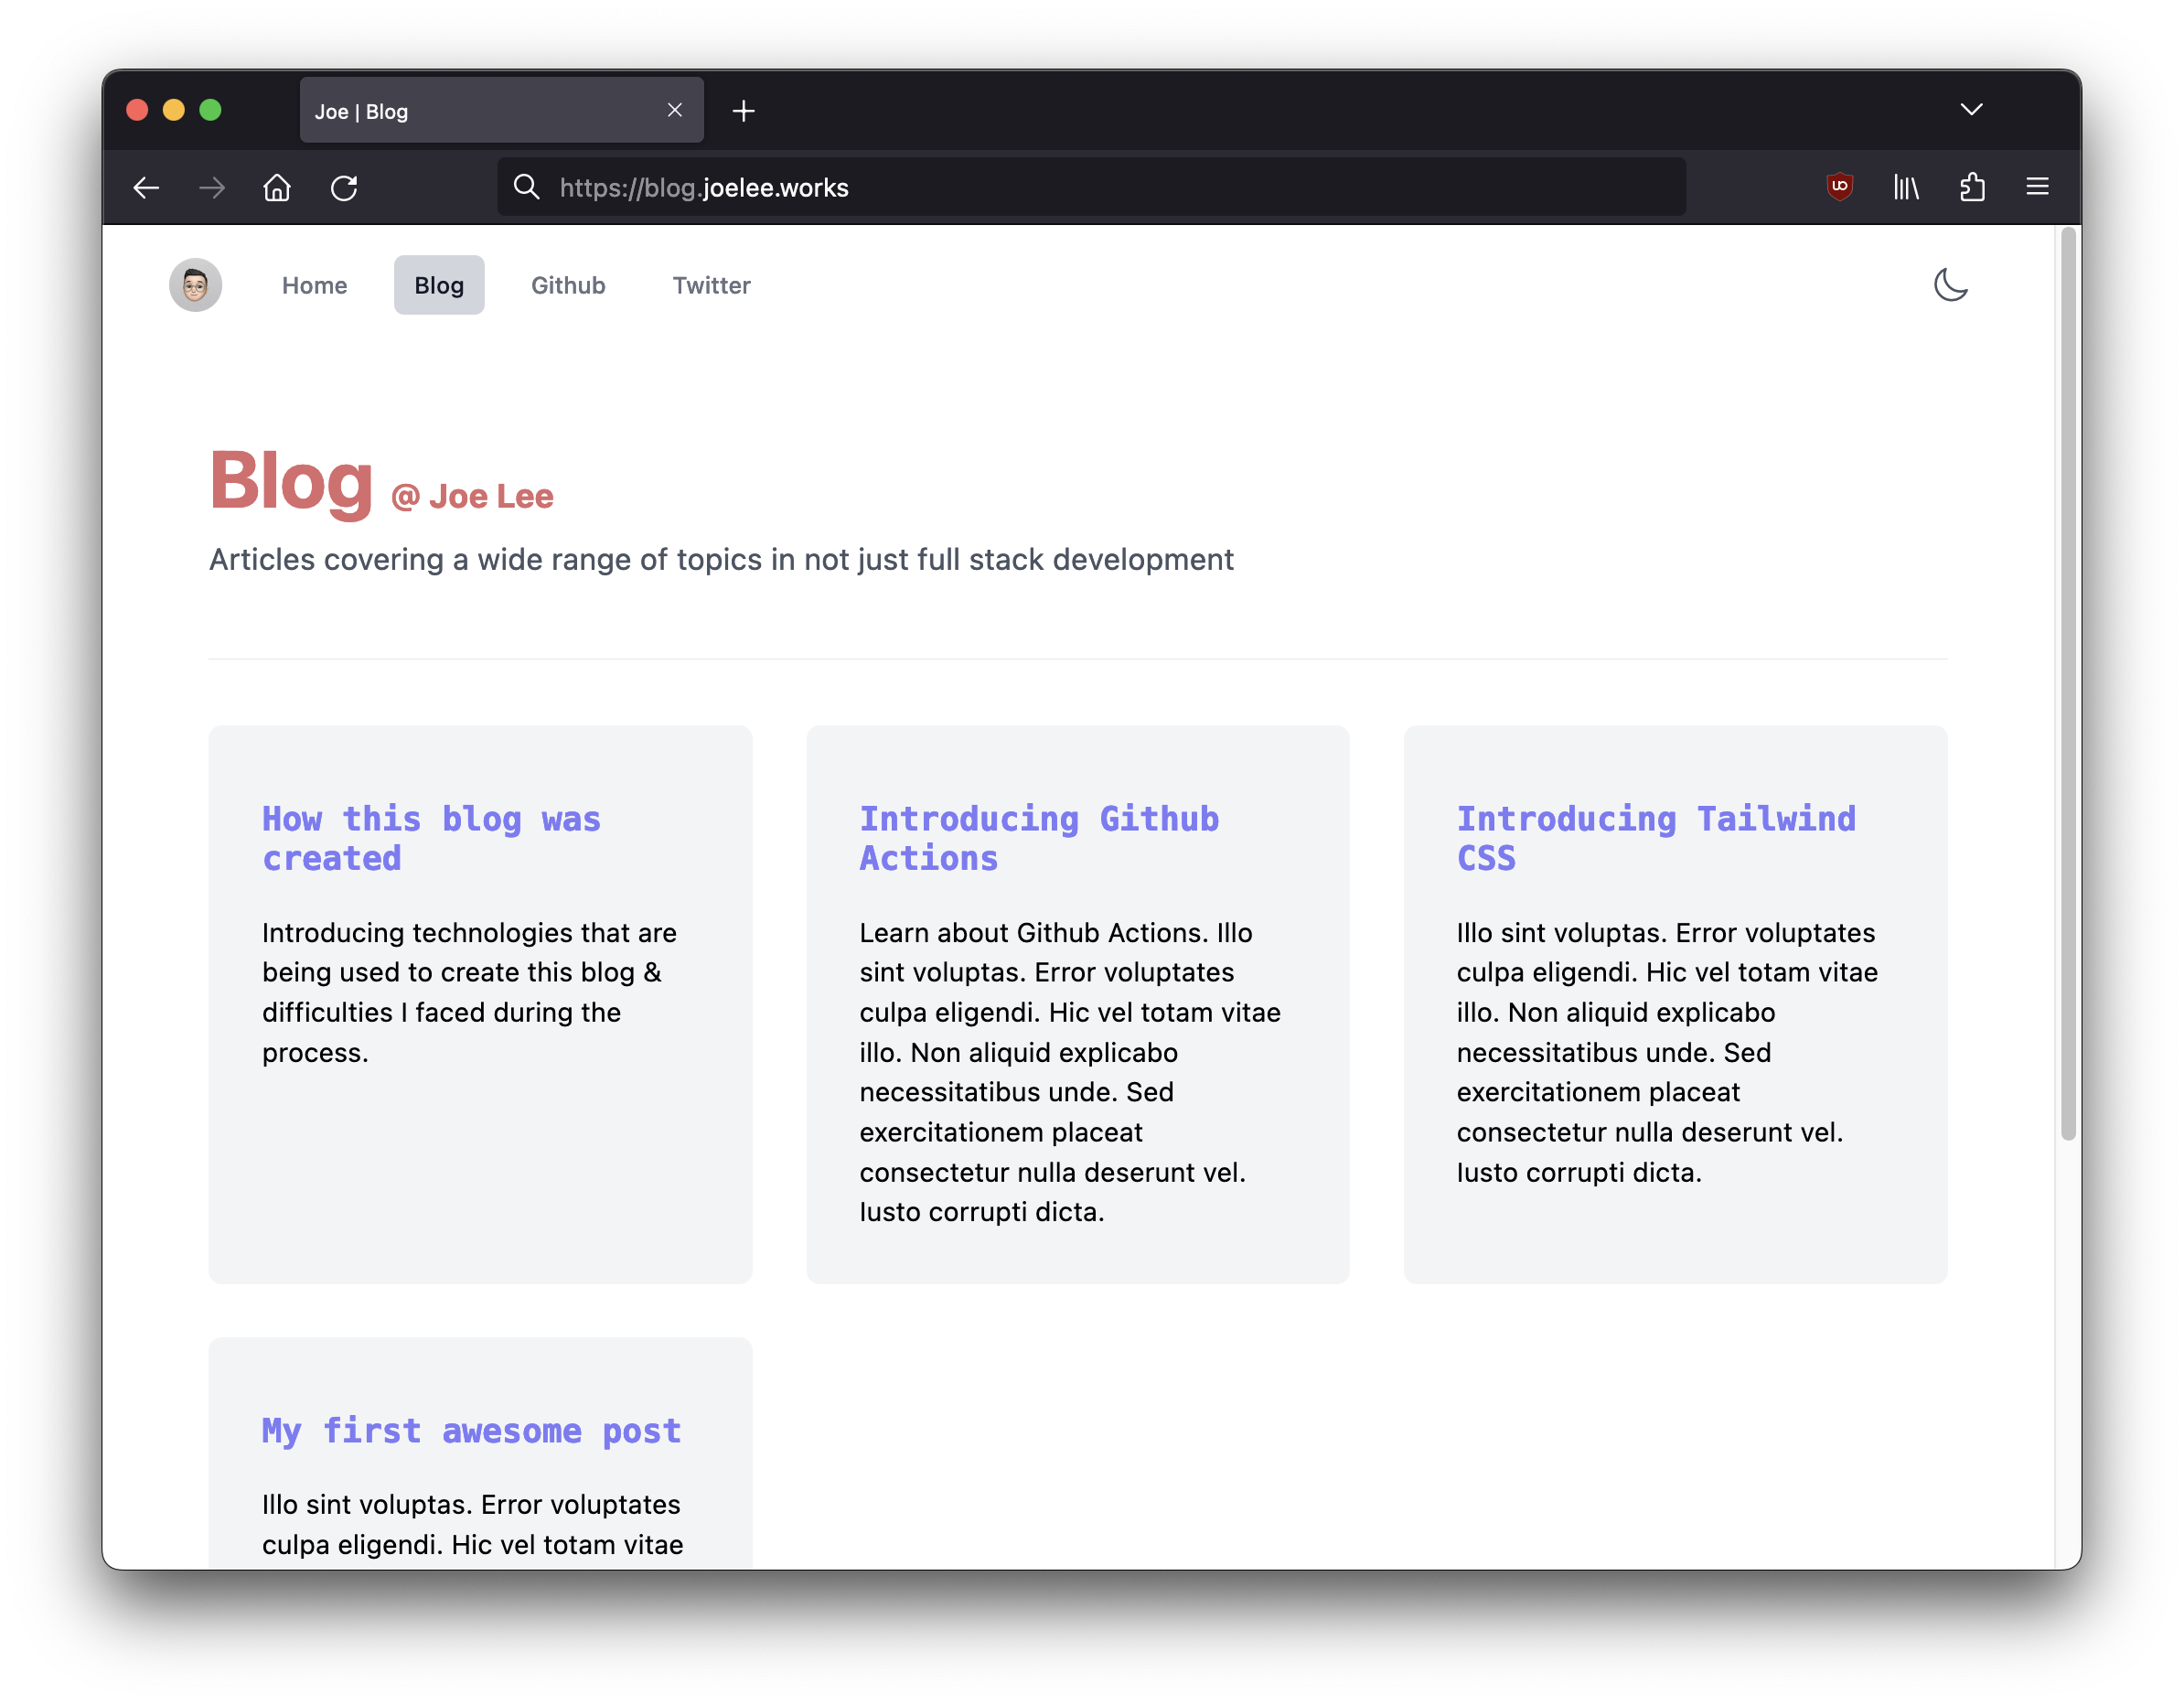 Joe | Blog
https://blog.joelee.works
Home Blog Github Twitter
Blog @ Joe Lee
Articles covering a wide range of topics in not just full stack development
How this blog was
created
Introducing technologies that are
being used to create this blog &
difficulties I faced during the
process.
Introducing Github
Actions
Learn about Github Actions. Illo
sint voluptas. Error voluptates
culpa eligendi. Hic vel totam vitae
illo. Non aliquid explicabo
necessitatibus unde. Sed
exercitationem placeat
consectetur nulla deserunt vel.
Iusto corrupti dicta.
Introducing Tailwind
CSS
Illo sint voluptas. Error voluptates
culpa eligendi. Hic vel totam vitae
illo. Non aliquid explicabo
necessitatibus unde. Sed
exercitationem placeat
consectetur nulla deserunt vel.
Iusto corrupti dicta.
My first awesome post
Illo sint voluptas. Error voluptates
culpa eligendi. Hic vel totam vitae